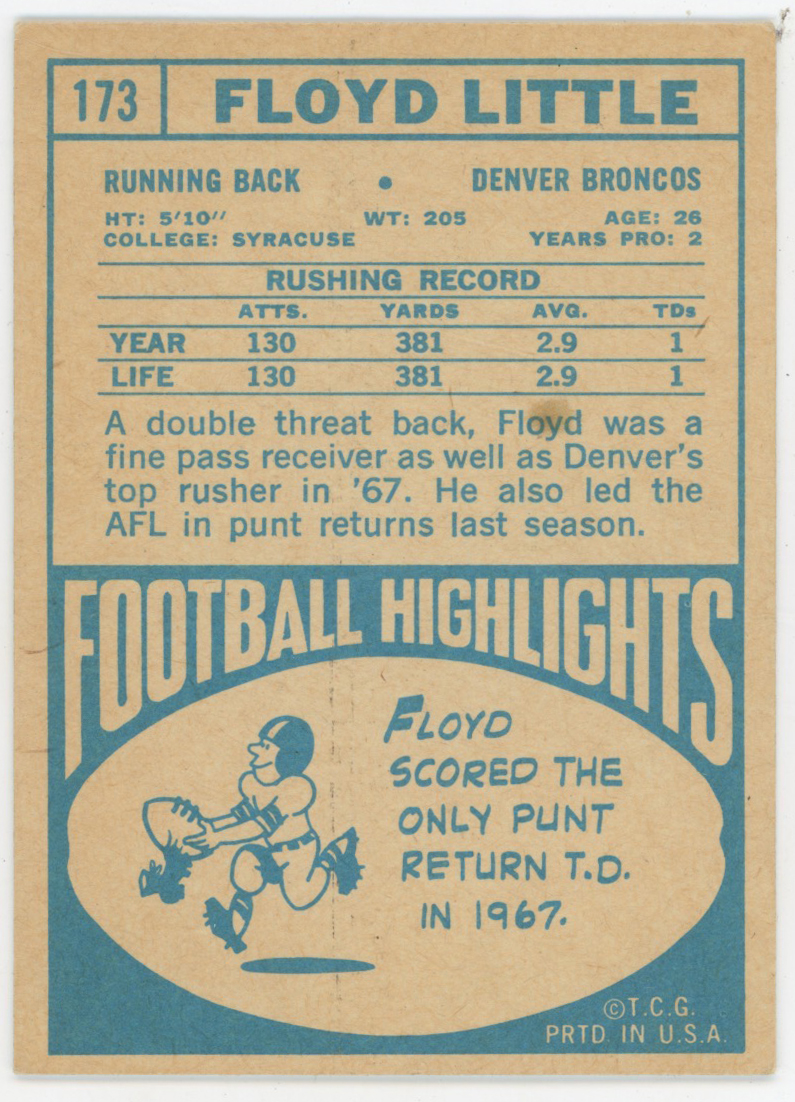 173 FLOYD LITTLE
RUNNING BACK • DENVER BRONCOS
HT: 5'10" WT: 205 AGE: 26
COLLEGE: SYRACUSE YEARS PRO: 2
RUSHING RECORD
ATTS. YARDS AVG. TDs
YEAR 130 381 2.9 1
LIFE 130 381 2.9 1
A double threat back, Floyd was a
fine pass receiver as well as Denver's
top rusher in '67. He also led the
AFL in punt returns last season.
FOOTBALL HIGHLIGHTS
FLOYD
SCORED THE
ONLY PUNT
RETURN T.D.
IN 1967.
©T.C.G.
PRTD. IN U.S.A.